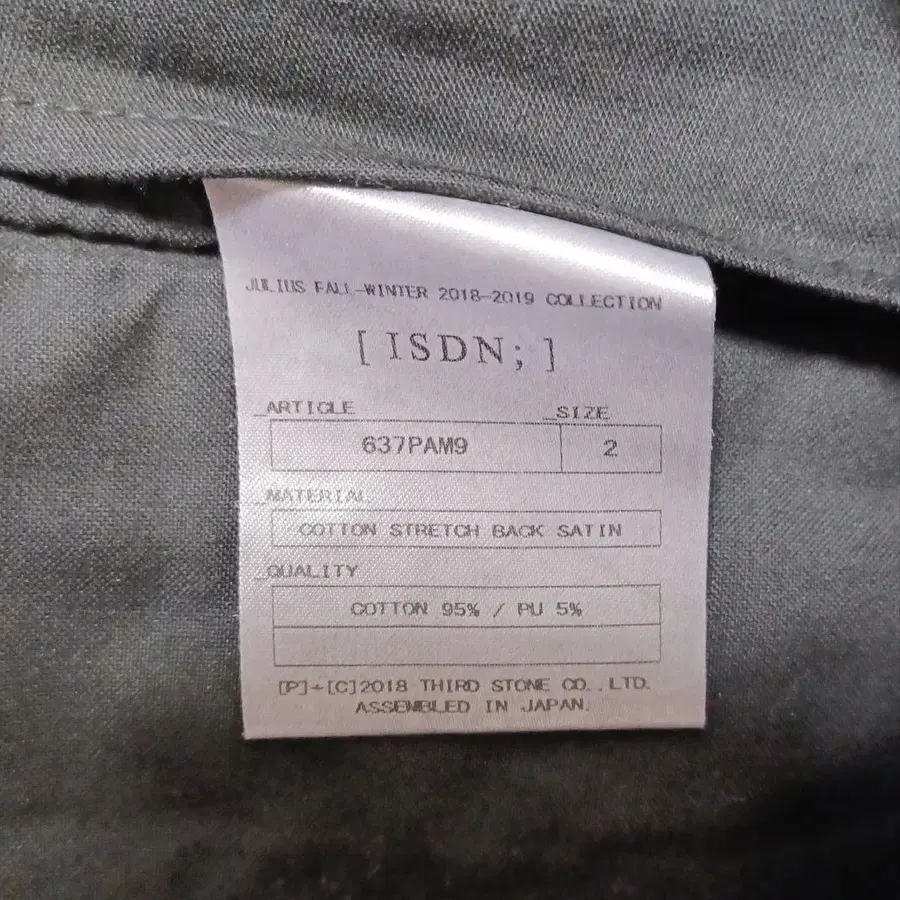 JULIUS FALL-WINTER 2018-2019 COLLECTION
[ ISDN; ]
_ARTICLE _SIZE
637PAM9 2
_MATERIAL
COTTON STRETCH BACK SATIN
_QUALITY
COTTON 95% / PU 5%
[P]+[C]2018 THIRD STONE CO.,LTD.
ASSEMBLED IN JAPAN.